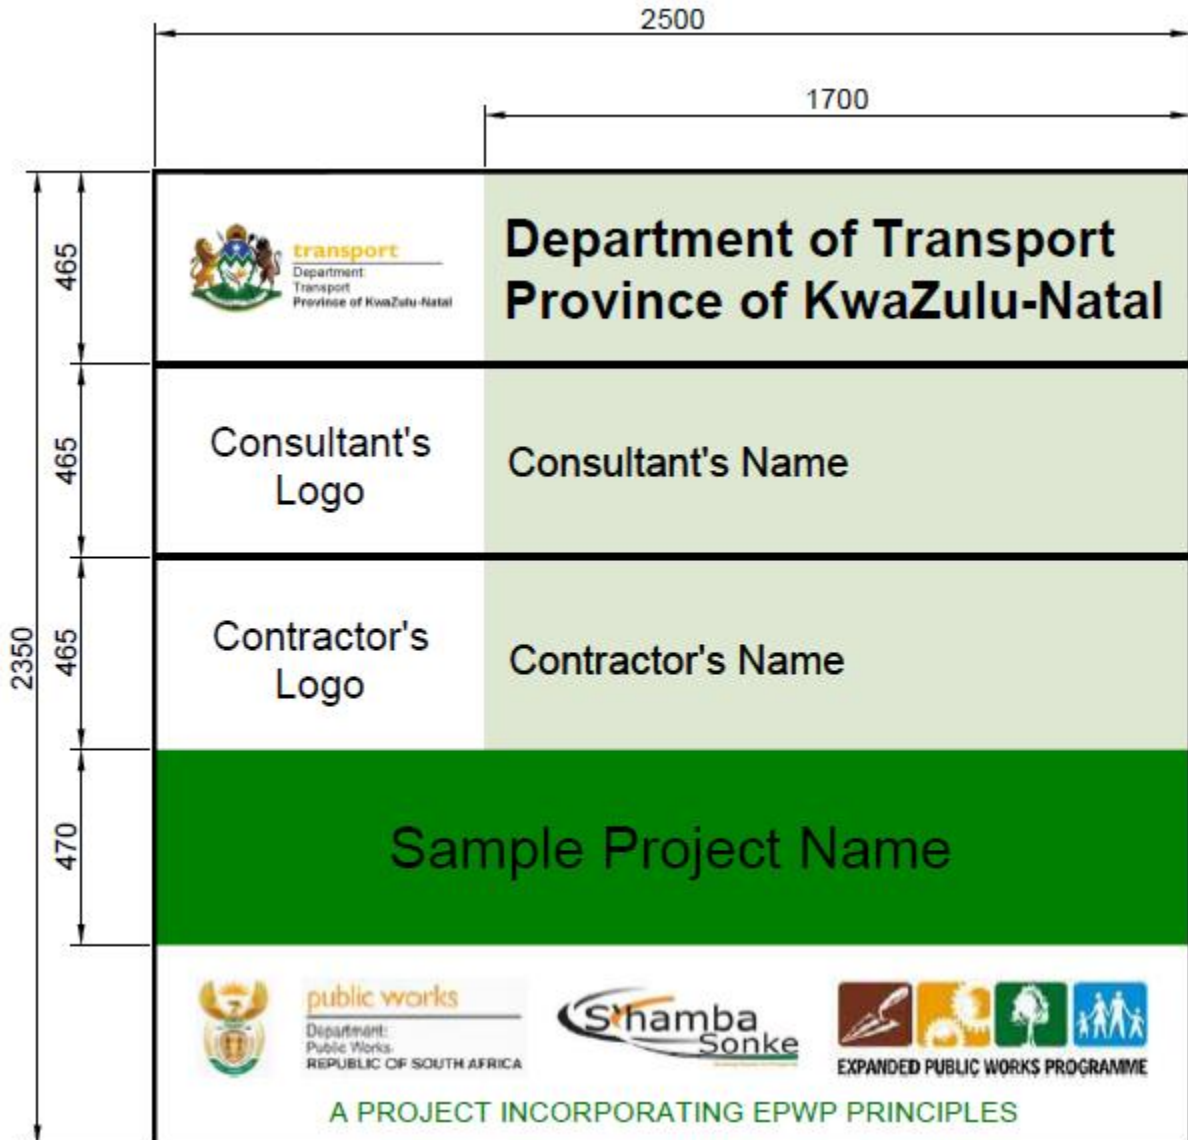 2500
1700
465
transport
Department:
Transport
Province of KwaZulu-Natal
Department of Transport
Province of KwaZulu-Natal
465
Consultant's
Logo
Consultant's Name
2350
465
Contractor's
Logo
Contractor's Name
470
Sample Project Name
public works
Department:
Public Works
REPUBLIC OF SOUTH AFRICA
S'hamba
Sonke
EXPANDED PUBLIC WORKS PROGRAMME
A PROJECT INCORPORATING EPWP PRINCIPLES